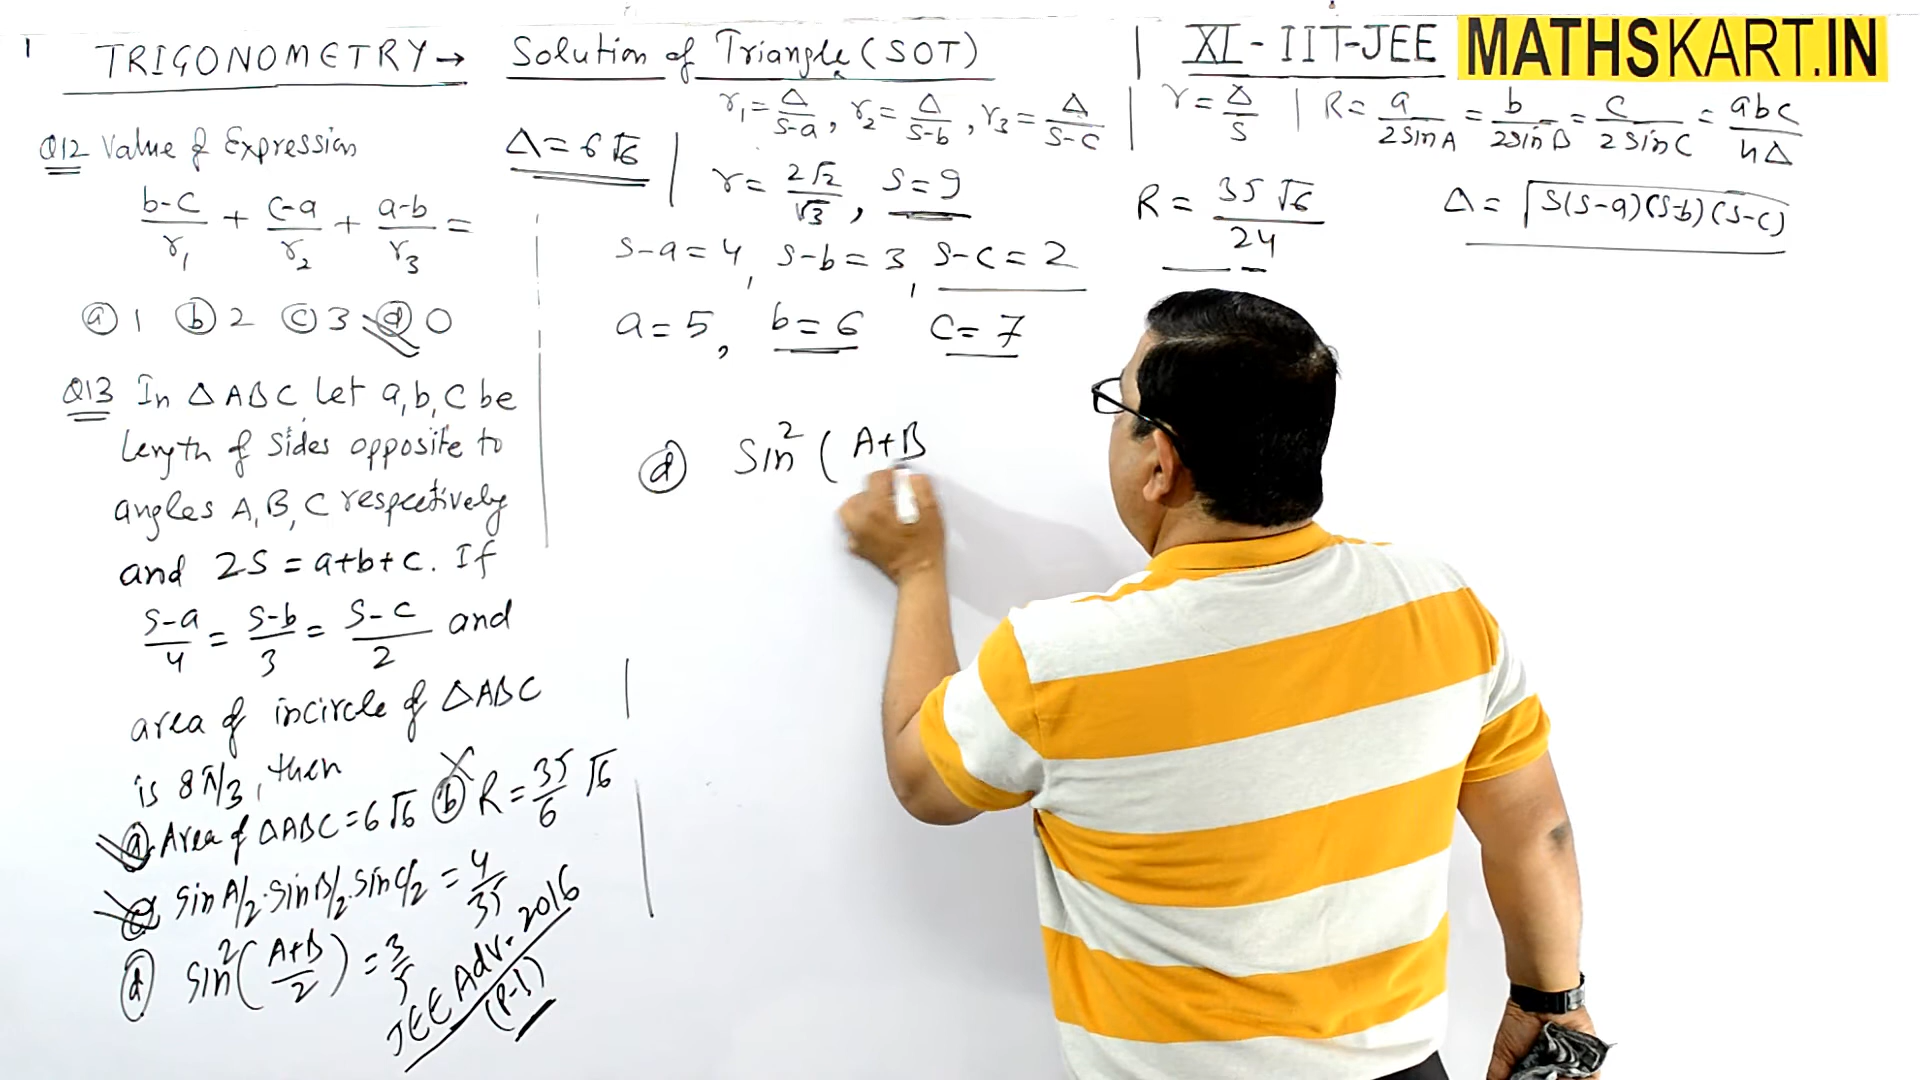 1
TRIGONOMETRY → Solution of Triangle (SOT) | XI - IIT-JEE MATHSKART.IN
r₁ = Δ/(s-a), r₂ = Δ/(s-b), r₃ = Δ/(s-c) | r = Δ/s | R = a/(2 sin A) = b/(2 sin B) = c/(2 sin C) = abc/4Δ
Q12 Value of Expression
(b-c)/r₁ + (c-a)/r₂ + (a-b)/r₃ =
ⓐ 1 ⓑ 2 ⓒ 3 ⓓ 0
Q13 In Δ ABC Let a, b, c be
length of sides opposite to
angles A, B, C respectively
and 2s = a+b+c. If
(s-a)/4 = (s-b)/3 = (s-c)/2 and
area of incircle of ΔABC
is 8π/3, then
ⓐ Area of ΔABC = 6√6 ⓑ R = 35/6 √6
ⓒ sin A/2 · sin B/2 · sin C/2 = 4/35
ⓓ sin²((A+B)/2) = 3/5
JEE Adv. 2016
(P-1)
Δ = 6√6 |
r = 2√2/√3, s = 9
R = 35√6/24
Δ = √s(s-a)(s-b)(s-c)
s-a = 4, s-b = 3, s-c = 2
a = 5, b = 6 c = 7
ⓓ Sin² ( A+B